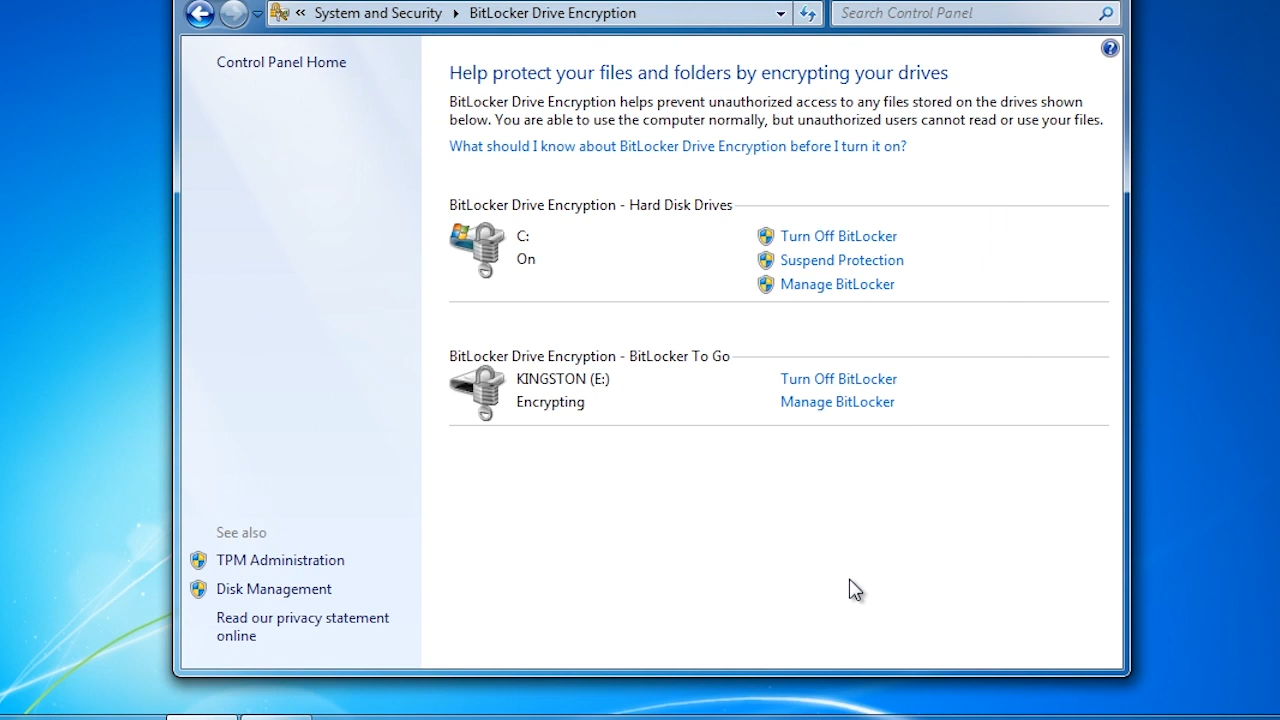 « System and Security ▸ BitLocker Drive Encryption
Search Control Panel
Control Panel Home
Help protect your files and folders by encrypting your drives
BitLocker Drive Encryption helps prevent unauthorized access to any files stored on the drives shown
below. You are able to use the computer normally, but unauthorized users cannot read or use your files.
What should I know about BitLocker Drive Encryption before I turn it on?
BitLocker Drive Encryption - Hard Disk Drives
C:
Turn Off BitLocker
On
Suspend Protection
Manage BitLocker
BitLocker Drive Encryption - BitLocker To Go
KINGSTON (E:)
Turn Off BitLocker
Encrypting
Manage BitLocker
See also
TPM Administration
Disk Management
Read our privacy statement
online